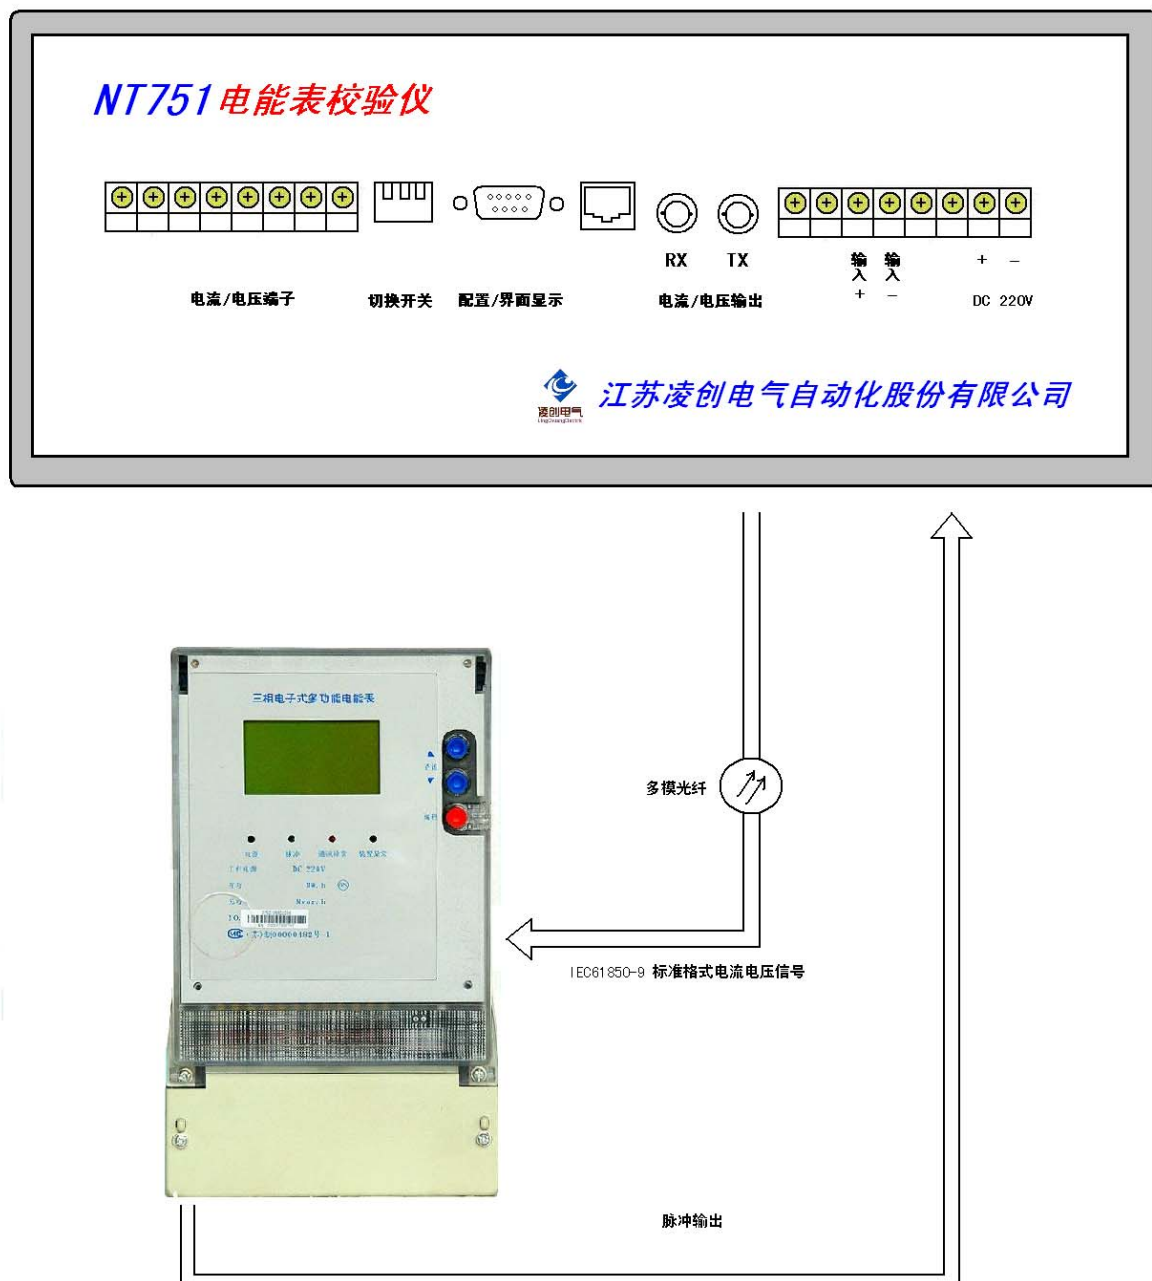 NT751电能表校验仪
RX TX
输入 输入 + −
+ −
电流/电压端子 切换开关 配置/界面显示 电流/电压输出 DC 220V
凌创电气
江苏凌创电气自动化股份有限公司
三相电子式多功能电能表
多模光纤
脉冲
DC 220V
IEC61850-9 标准格式电流电压信号
脉冲输出